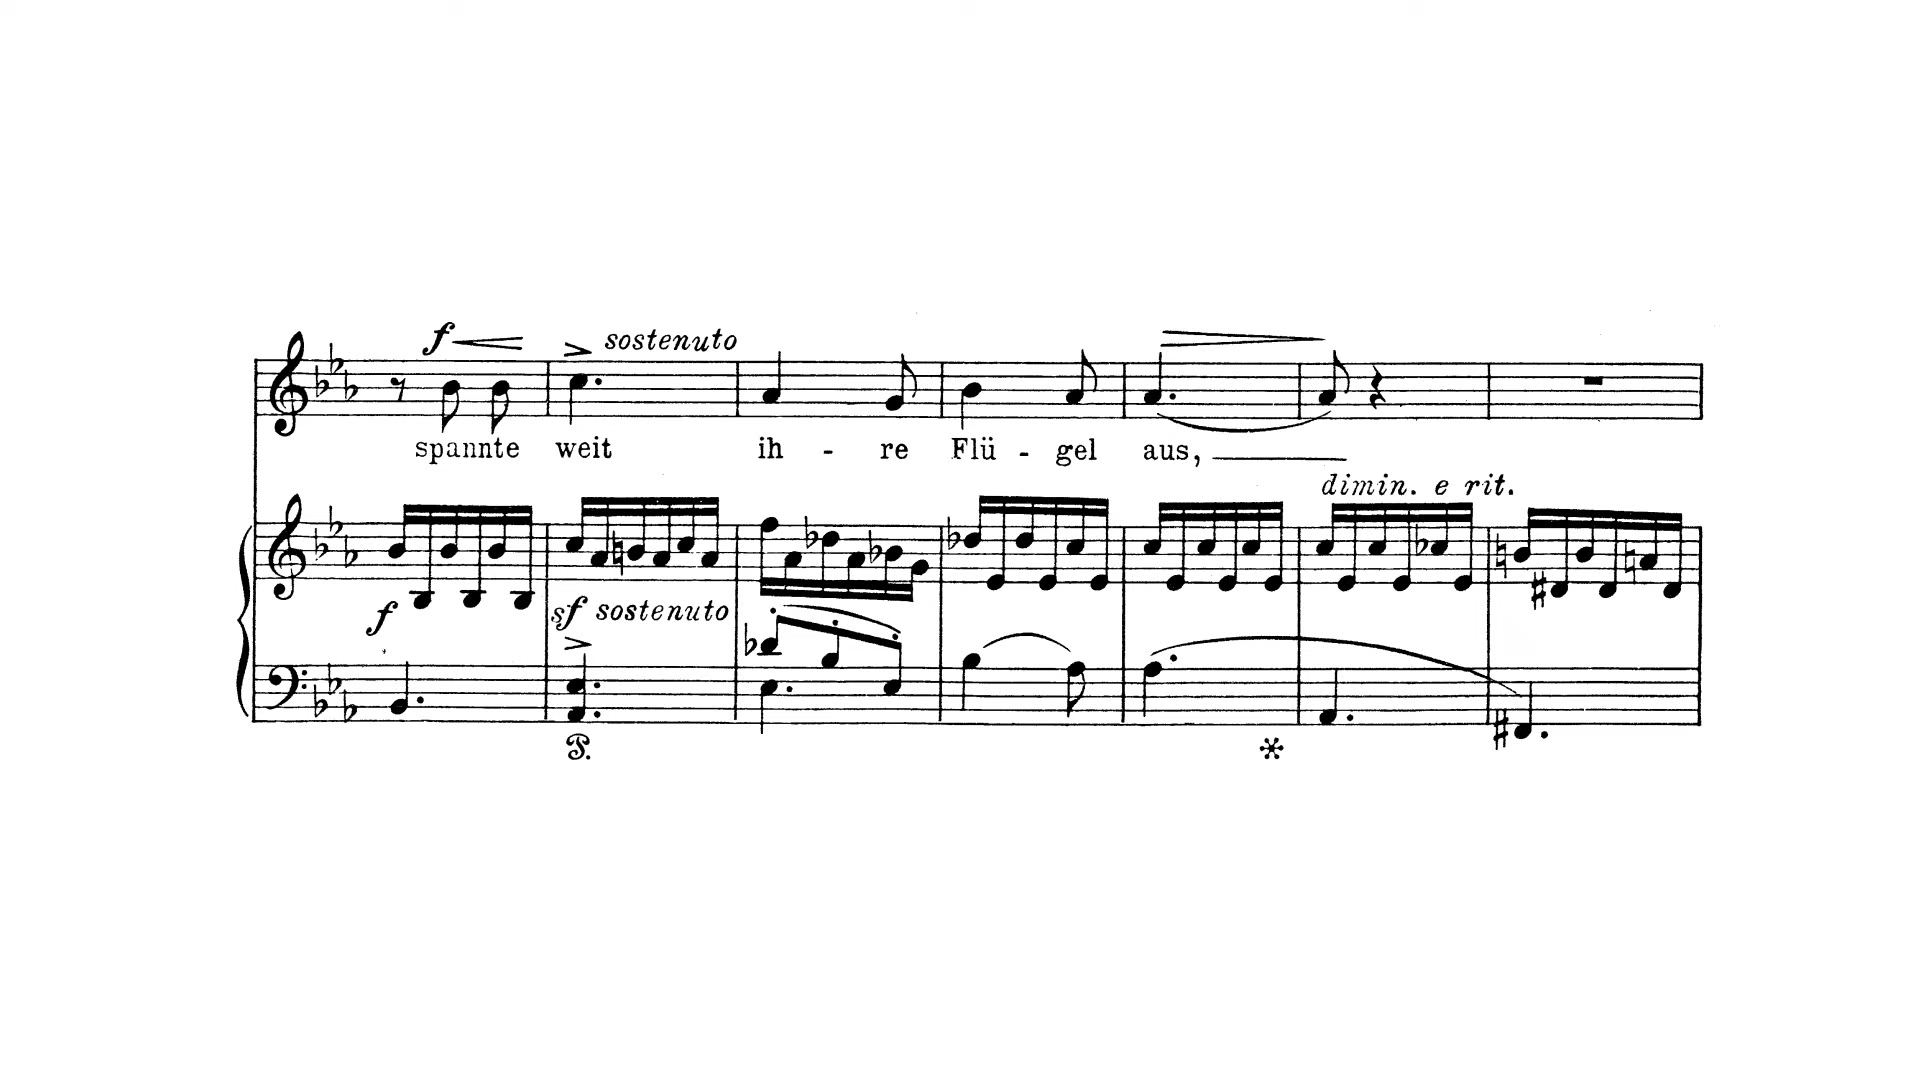 f sostenuto
spannte weit ih - re Flü - gel aus,
dimin. e rit.
f sf sostenuto
𝆮.